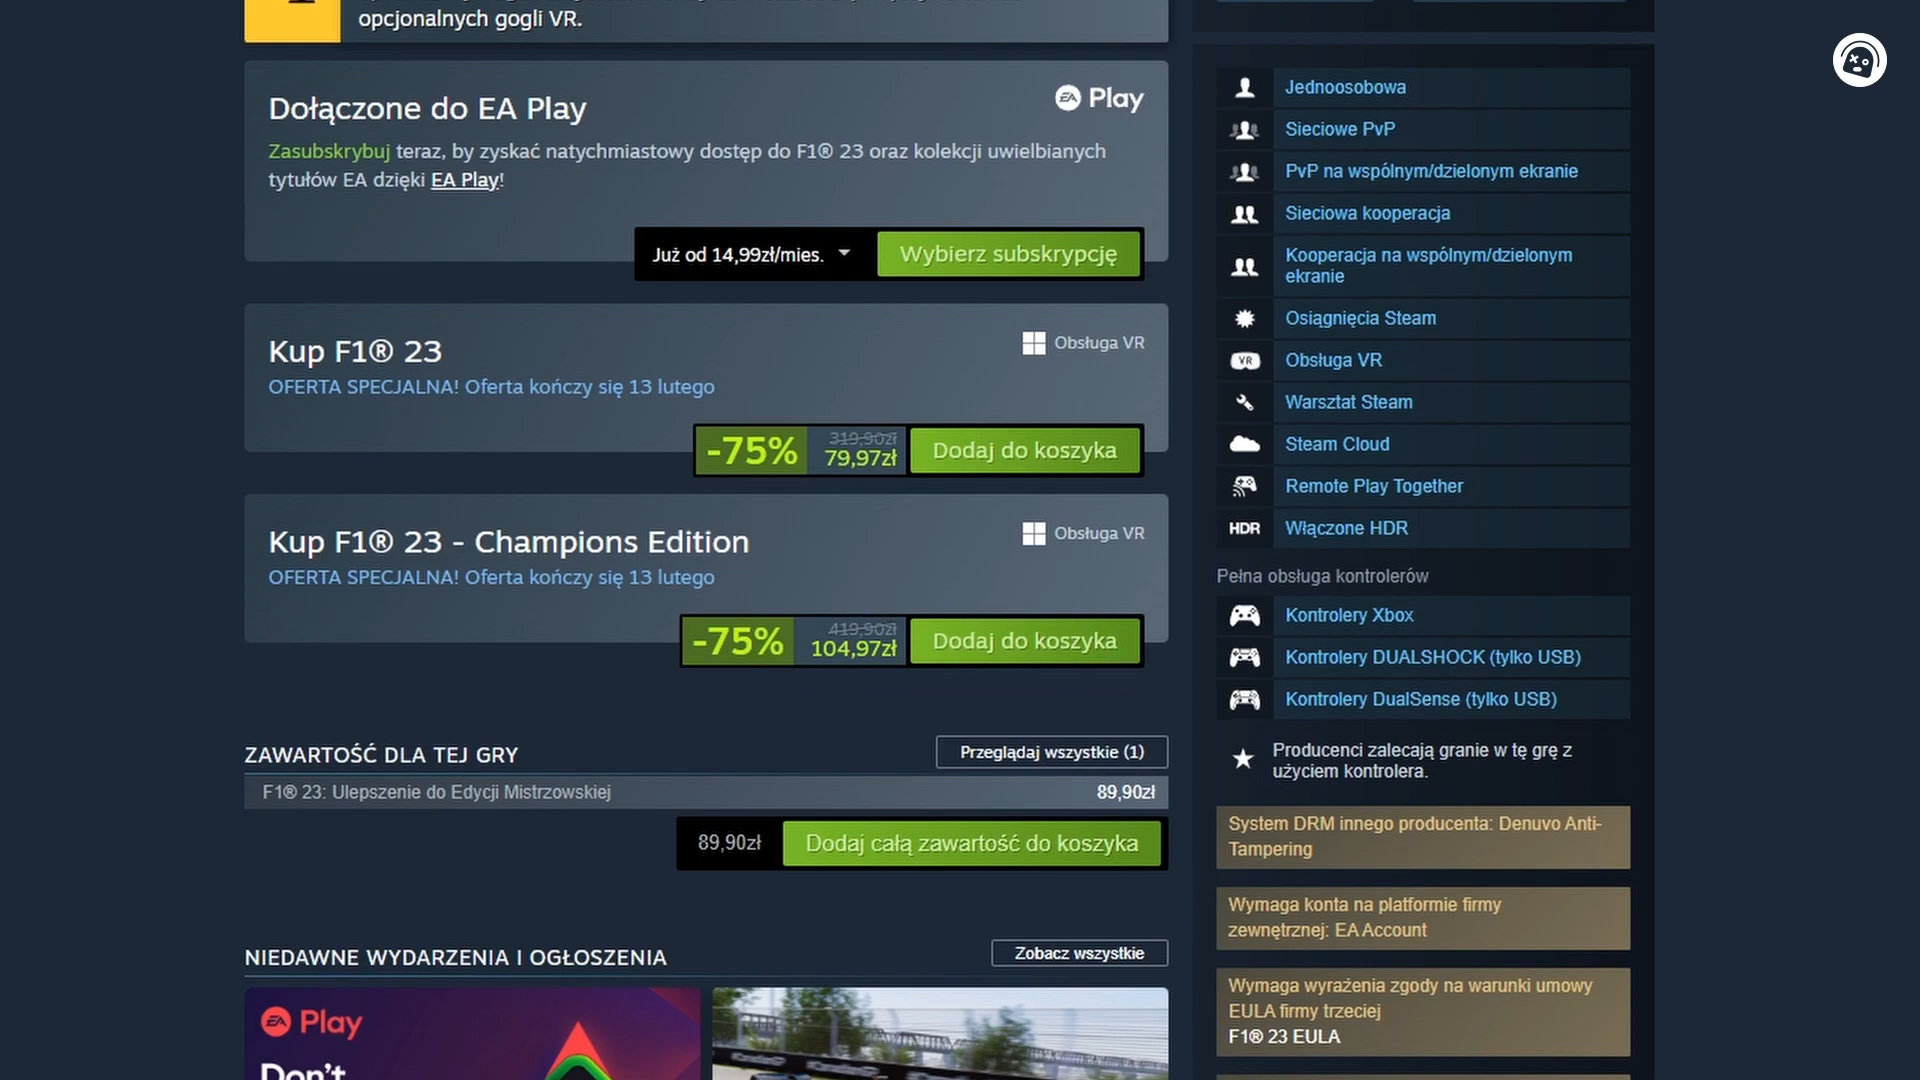 opcjonalnych gogli VR.
Dołączone do EA Play
EA Play
Zasubskrybuj teraz, by zyskać natychmiastowy dostęp do F1® 23 oraz kolekcji uwielbianych
tytułów EA dzięki EA Play!
Już od 14,99zł/mies.
Wybierz subskrypcję
Kup F1® 23
Obsługa VR
OFERTA SPECJALNA! Oferta kończy się 13 lutego
-75%
319,90zł
79,97zł
Dodaj do koszyka
Kup F1® 23 - Champions Edition
Obsługa VR
OFERTA SPECJALNA! Oferta kończy się 13 lutego
-75%
419,90zł
104,97zł
Dodaj do koszyka
ZAWARTOŚĆ DLA TEJ GRY
Przeglądaj wszystkie (1)
F1® 23: Ulepszenie do Edycji Mistrzowskiej
89,90zł
89,90zł
Dodaj całą zawartość do koszyka
NIEDAWNE WYDARZENIA I OGŁOSZENIA
Zobacz wszystkie
EA Play
Don't
Jednoosobowa
Sieciowe PvP
PvP na wspólnym/dzielonym ekranie
Sieciowa kooperacja
Kooperacja na wspólnym/dzielonym
ekranie
Osiągnięcia Steam
VR
Obsługa VR
Warsztat Steam
Steam Cloud
Remote Play Together
HDR
Włączone HDR
Pełna obsługa kontrolerów
Kontrolery Xbox
Kontrolery DUALSHOCK (tylko USB)
Kontrolery DualSense (tylko USB)
Producenci zalecają granie w tę grę z
użyciem kontrolera.
System DRM innego producenta: Denuvo Anti-
Tampering
Wymaga konta na platformie firmy
zewnętrznej: EA Account
Wymaga wyrażenia zgody na warunki umowy
EULA firmy trzeciej
F1® 23 EULA